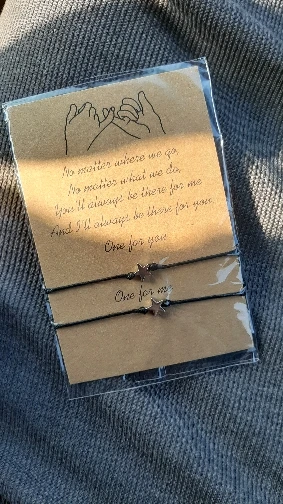 No matter where we go,
No matter what we do,
You'll always be there for me
And I'll always be there for you,
One for you
One for me